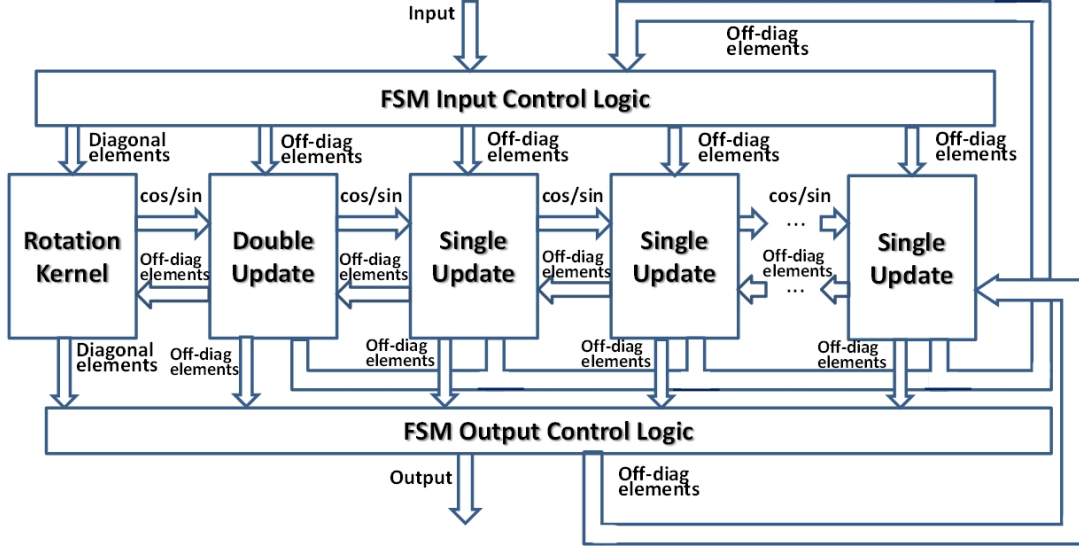 Input
Off-diag
elements
FSM Input Control Logic
Diagonal
elements
Off-diag
elements
Off-diag
elements
Off-diag
elements
Off-diag
elements
Rotation
Kernel
cos/sin
Off-diag
elements
Double
Update
cos/sin
Off-diag
elements
Single
Update
cos/sin
Off-diag
elements
Single
Update
cos/sin
...
Off-diag
elements
...
Single
Update
Diagonal
elements
Off-diag
elements
Off-diag
elements
Off-diag
elements
Off-diag
elements
FSM Output Control Logic
Output
Off-diag
elements